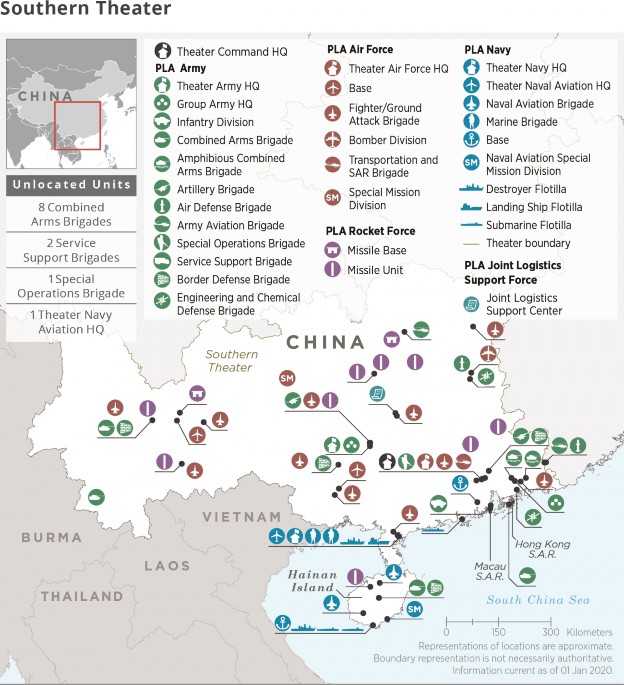 Southern Theater
CHINA
Unlocated Units
8 Combined
Arms Brigades
2 Service
Support Brigades
1 Special
Operations Brigade
1 Theater Navy
Aviation HQ
Theater Command HQ
PLA Army
Theater Army HQ
Group Army HQ
Infantry Division
Combined Arms Brigade
Amphibious Combined
Arms Brigade
Artillery Brigade
Air Defense Brigade
Army Aviation Brigade
Special Operations Brigade
Service Support Brigade
Border Defense Brigade
Engineering and Chemical
Defense Brigade
PLA Air Force
Theater Air Force HQ
Base
Fighter/Ground
Attack Brigade
Bomber Division
Transportation and
SAR Brigade
SM
Special Mission
Division
PLA Rocket Force
Missile Base
Missile Unit
PLA Navy
Theater Navy HQ
Theater Naval Aviation HQ
Naval Aviation Brigade
Marine Brigade
Base
SM
Naval Aviation Special
Mission Division
Destroyer Flotilla
Landing Ship Flotilla
Submarine Flotilla
Theater boundary
PLA Joint Logistics
Support Force
Joint Logistics
Support Center
CHINA
Southern
Theater
SM
VIETNAM
BURMA
LAOS
THAILAND
Hainan
Island
SM
Macau
S.A.R.
Hong Kong
S.A.R.
South China Sea
0 150 300 Kilometers
Representations of locations are approximate.
Boundary representation is not necessarily authoritative.
Information current as of 01 Jan 2020.